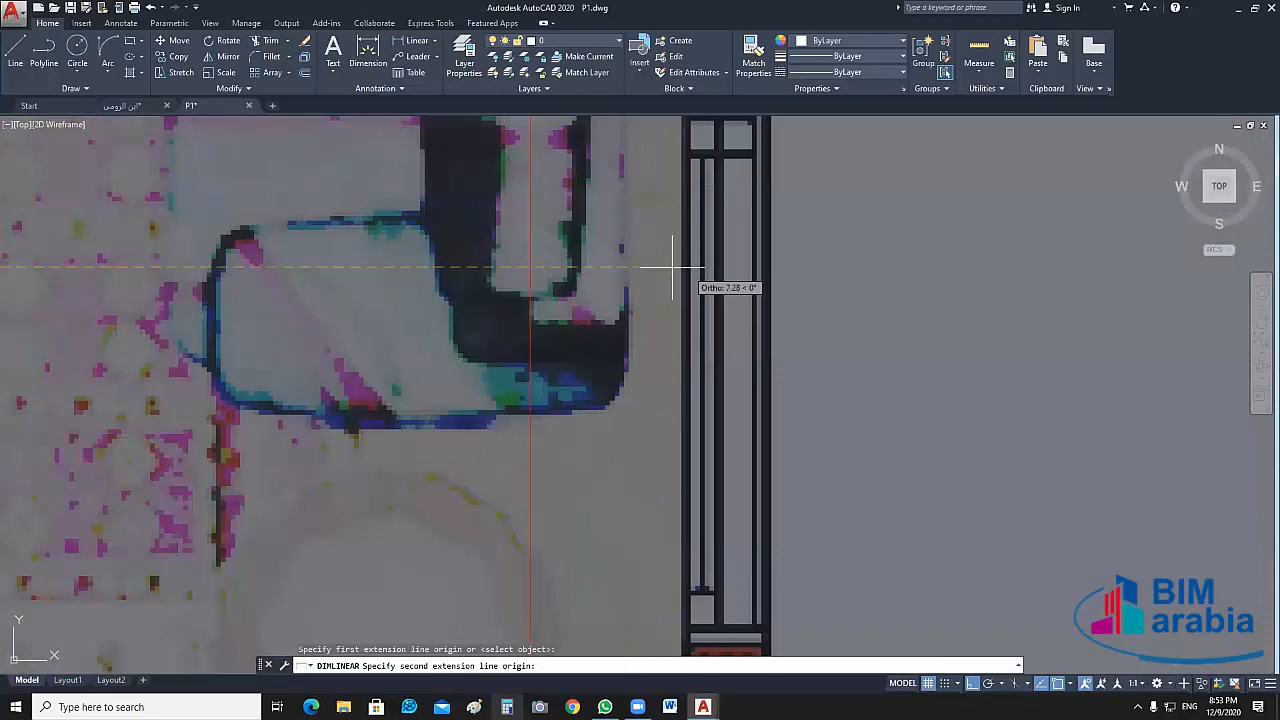 Autodesk AutoCAD 2020 P1.dwg
Type a keyword or phrase
Sign In
Home Insert Annotate Parametric View Manage Output Add-ins Collaborate Express Tools Featured Apps
Line Polyline Circle Arc
Move Rotate Trim
Copy Mirror Fillet
Stretch Scale Array
Text Dimension
Linear
Leader
Table
Layer Properties
0
Make Current
Match Layer
Insert
Create
Edit
Edit Attributes
Match Properties
ByLayer
ByLayer
ByLayer
Group
Measure
Paste
Base
Draw Modify Annotation Layers Block Properties Groups Utilities Clipboard View
Start ابن الرومي* P1*
[−][Top][2D Wireframe]
N
W TOP E
S
WCS
Ortho: 7.28 < 0°
BIM
arabia
Y
X
Specify first extension line origin or <select object>:
DIMLINEAR Specify second extension line origin:
Model Layout1 Layout2 +
MODEL
1:1
Type here to search
ENG
8:53 PM
12/9/2020